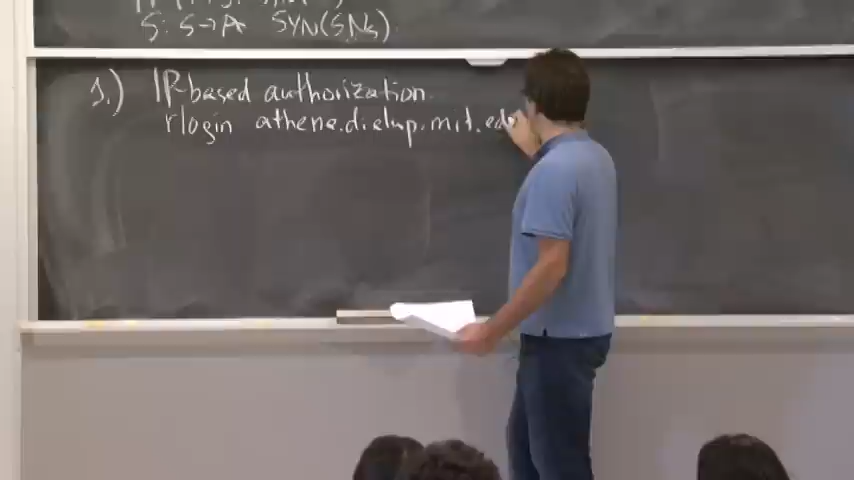 S: S→A SYN(SNs)
1.) IP-based authorization.
rlogin athena.dialup.mit.edu